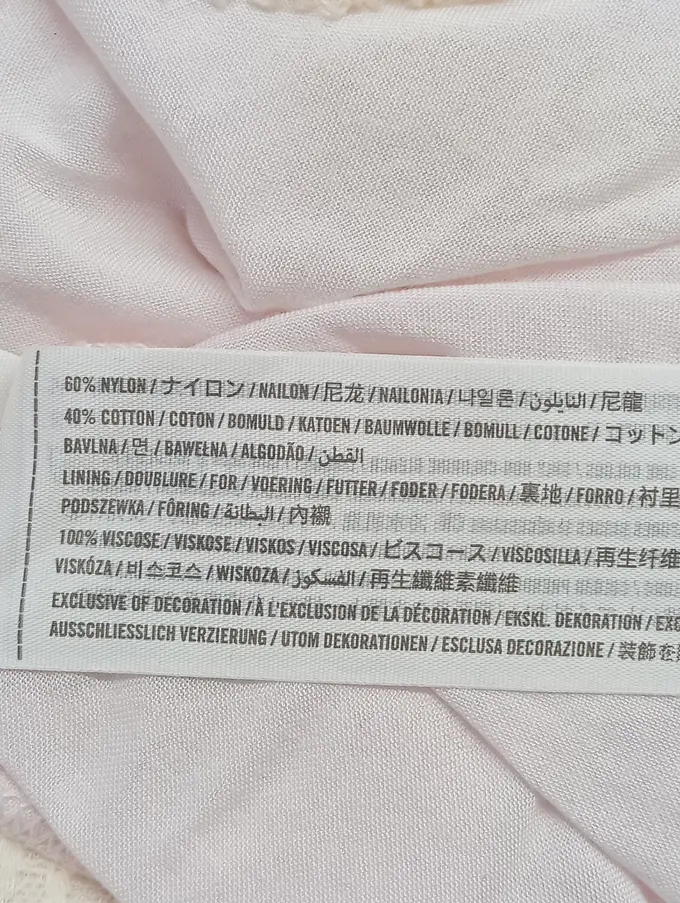 60% NYLON / ナイロン / NAILON / 尼龙 / NAILONIA / 나일론 / النايلون / 尼龍
40% COTTON / COTON / BOMULD / KATOEN / BAUMWOLLE / BOMULL / COTONE / コットン
BAVLNA / 면 / BAWEŁNA / ALGODÃO / القطن
LINING / DOUBLURE / FOR / VOERING / FUTTER / FODER / FODERA / 裏地 / FORRO / 衬里
PODSZEWKA / FÔRING / البطانة / 內襯
100% VISCOSE / VISKOSE / VISKOS / VISCOSA / ビスコース / VISCOSILLA / 再生纤维
VISKÓZA / 비스코스 / WISKOZA / الفسكوز / 再生纖維素纖維
EXCLUSIVE OF DECORATION / À L'EXCLUSION DE LA DÉCORATION / EKSKL. DEKORATION / EXC
AUSSCHLIESSLICH VERZIERUNG / UTOM DEKORATIONEN / ESCLUSA DECORAZIONE / 装飾を